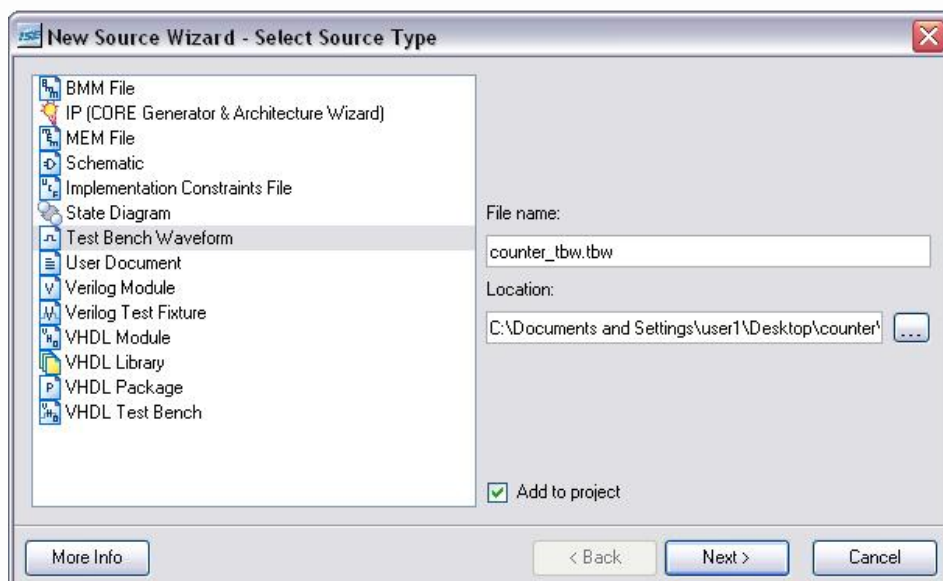 New Source Wizard - Select Source Type
BMM File
IP (CORE Generator & Architecture Wizard)
MEM File
Schematic
Implementation Constraints File
State Diagram
Test Bench Waveform
User Document
Verilog Module
Verilog Test Fixture
VHDL Module
VHDL Library
VHDL Package
VHDL Test Bench
File name:
counter_tbw.tbw
Location:
C:\Documents and Settings\user1\Desktop\counter\
...
Add to project
More Info
< Back
Next >
Cancel